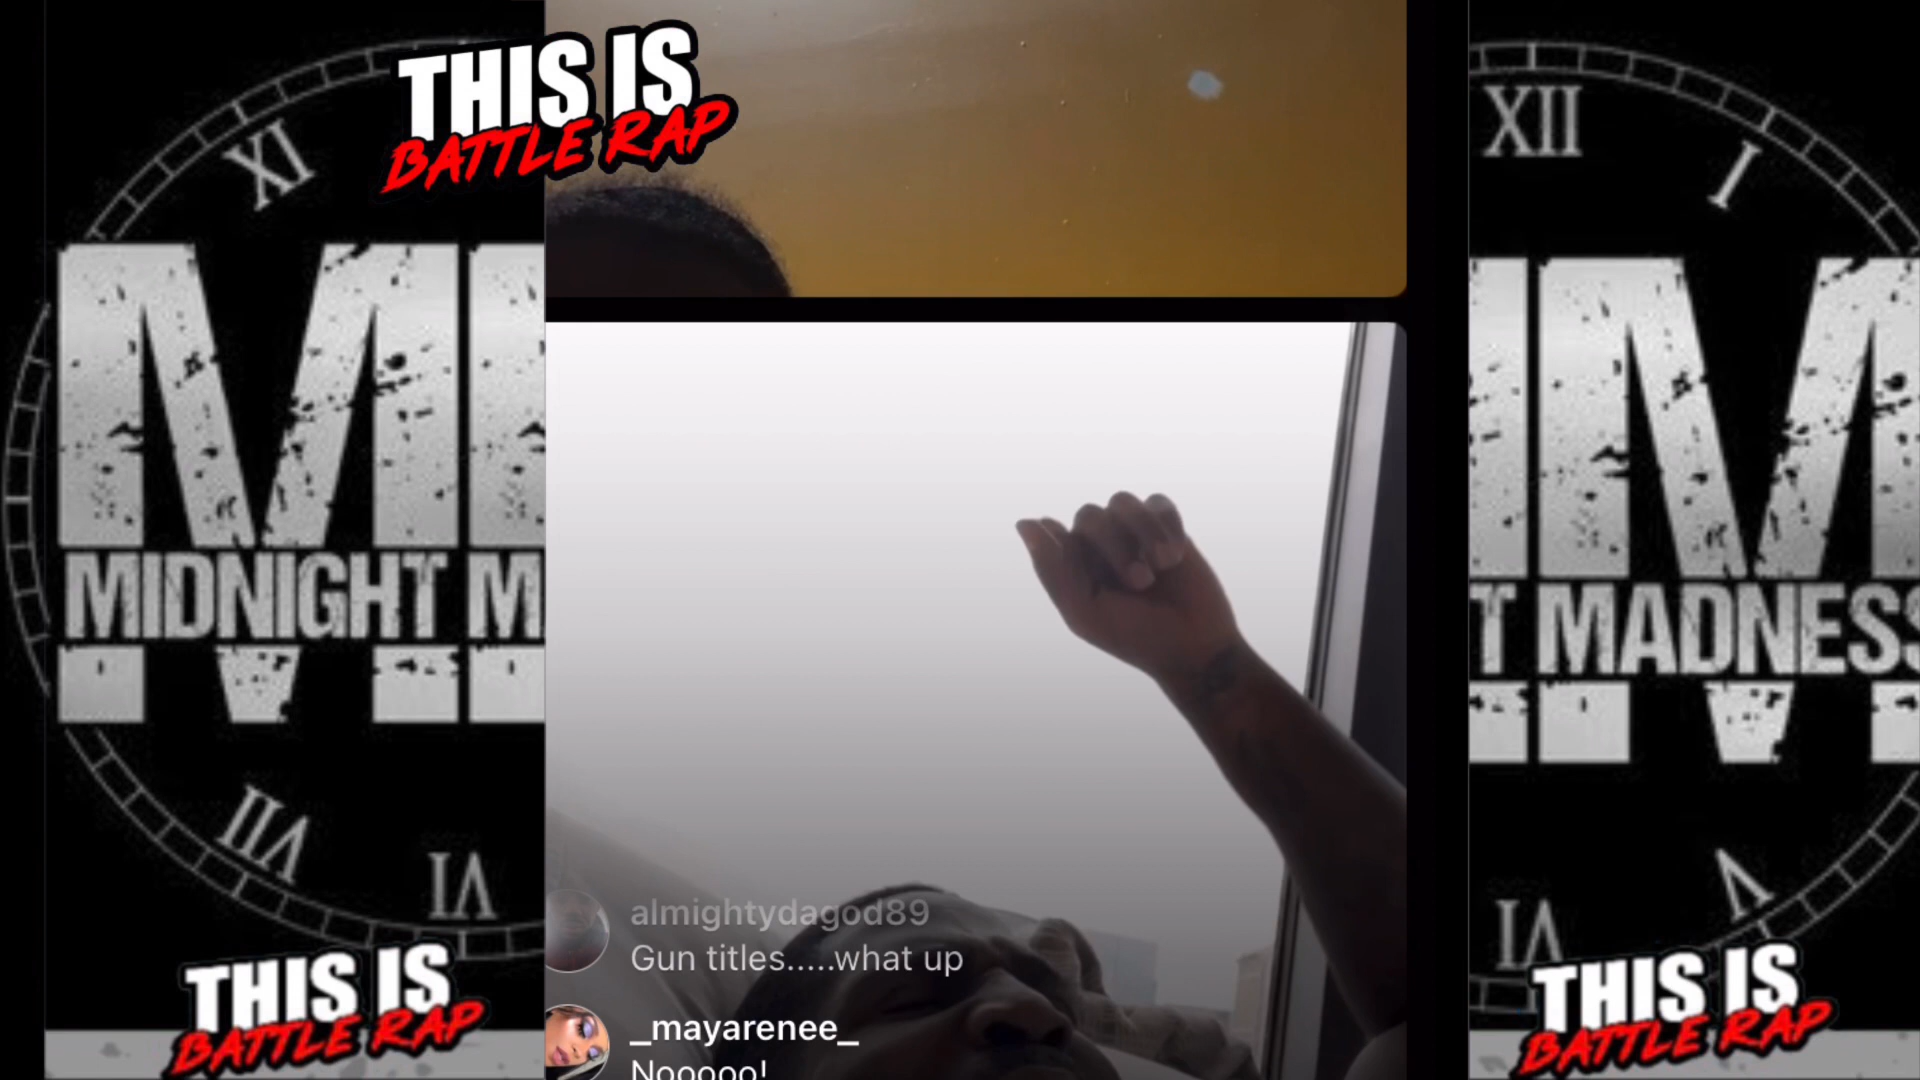 THIS IS
BATTLE RAP
XI
XII
I
MIDNIGHT M
T MADNESS
VII
VI
VI
V
almightydagod89
Gun titles.....what up
_mayarenee_
Nooooo!
THIS IS
BATTLE RAP
THIS IS
BATTLE RAP